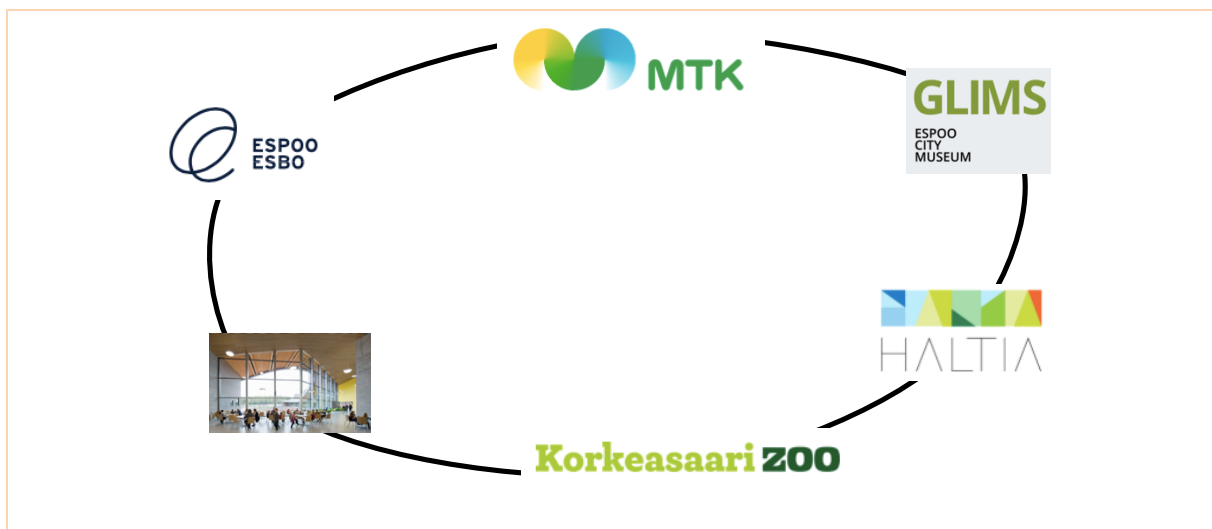 MTK
GLIMS
ESPOO
CITY
MUSEUM
ESPOO
ESBO
HALTIA
Korkeasaari ZOO